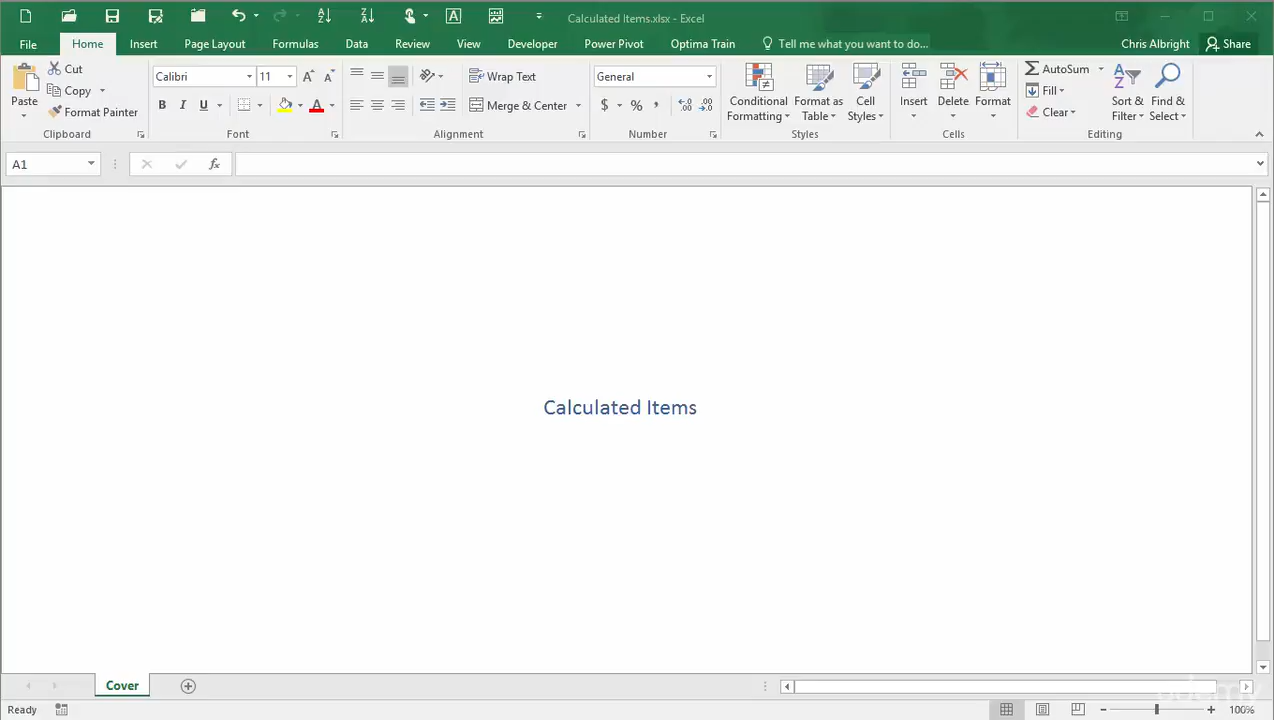 Calculated Items.xlsx - Excel
File Home Insert Page Layout Formulas Data Review View Developer Power Pivot Optima Train Tell me what you want to do... Chris Albright Share
Paste
Cut
Copy
Format Painter
Clipboard
Calibri 11
B I U A
Font
Wrap Text
Merge & Center
Alignment
General
$ % ,
Number
Conditional Formatting
Format as Table
Cell Styles
Styles
Insert Delete Format
Cells
AutoSum
Fill
Clear
Sort & Filter
Find & Select
Editing
A1 fx
Calculated Items
Cover
udemy
Ready 100%